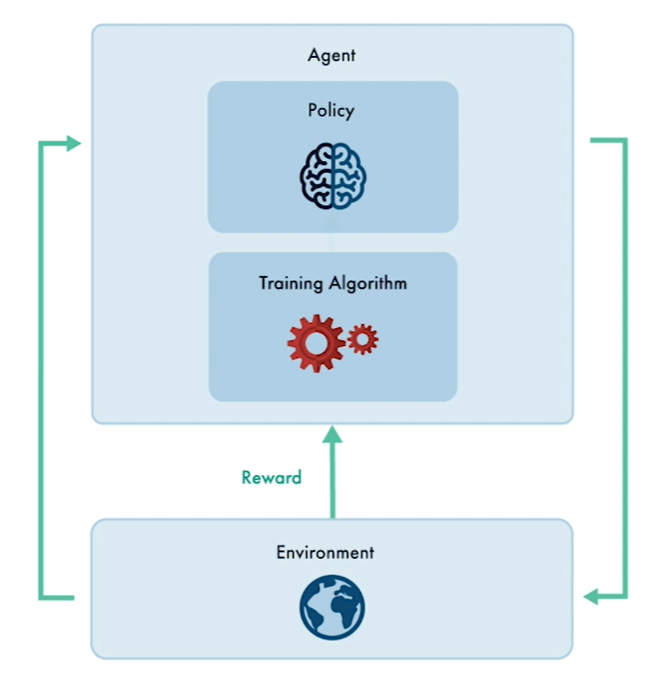 Agent
Policy
Training Algorithm
Reward
Environment